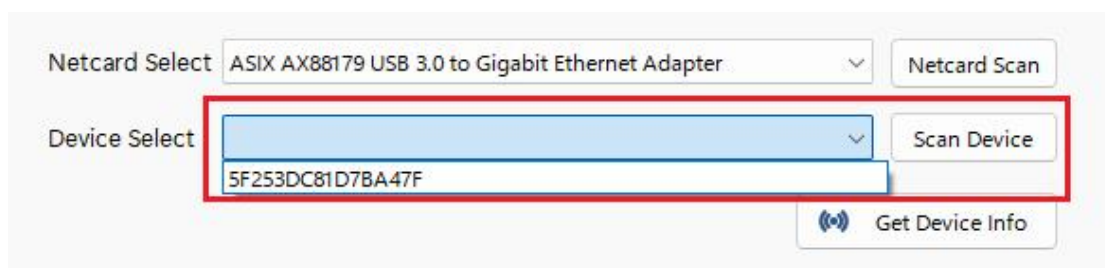 Netcard Select ASIX AX88179 USB 3.0 to Gigabit Ethernet Adapter Netcard Scan
Device Select Scan Device
5F253DC81D7BA47F
Get Device Info